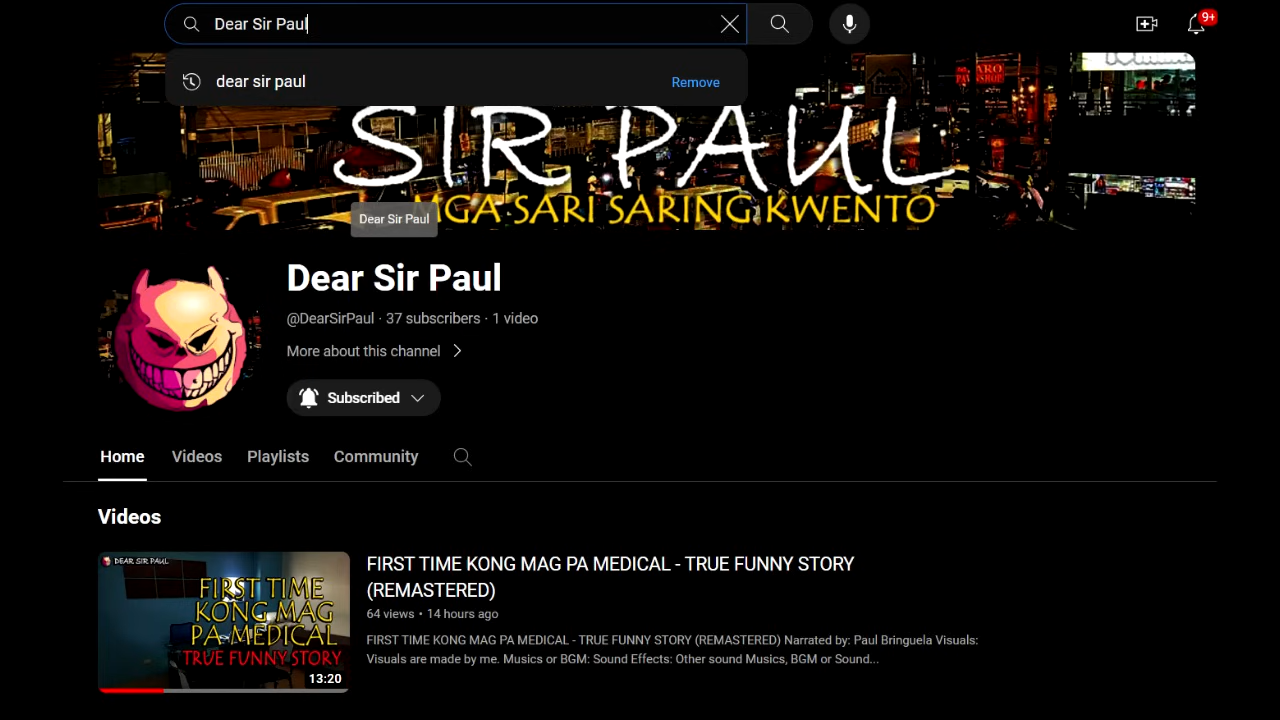 Dear Sir Paul
9+
dear sir paul
Remove
SIR PAUL
MGA SARI SARING KWENTO
Dear Sir Paul
Dear Sir Paul
@DearSirPaul · 37 subscribers · 1 video
More about this channel
Subscribed
Home Videos Playlists Community
Videos
DEAR SIR PAUL
FIRST TIME
KONG MAG
PA MEDICAL
TRUE FUNNY STORY
13:20
FIRST TIME KONG MAG PA MEDICAL - TRUE FUNNY STORY
(REMASTERED)
64 views • 14 hours ago
FIRST TIME KONG MAG PA MEDICAL - TRUE FUNNY STORY (REMASTERED) Narrated by: Paul Bringuela Visuals:
Visuals are made by me. Musics or BGM: Sound Effects: Other sound Musics, BGM or Sound...